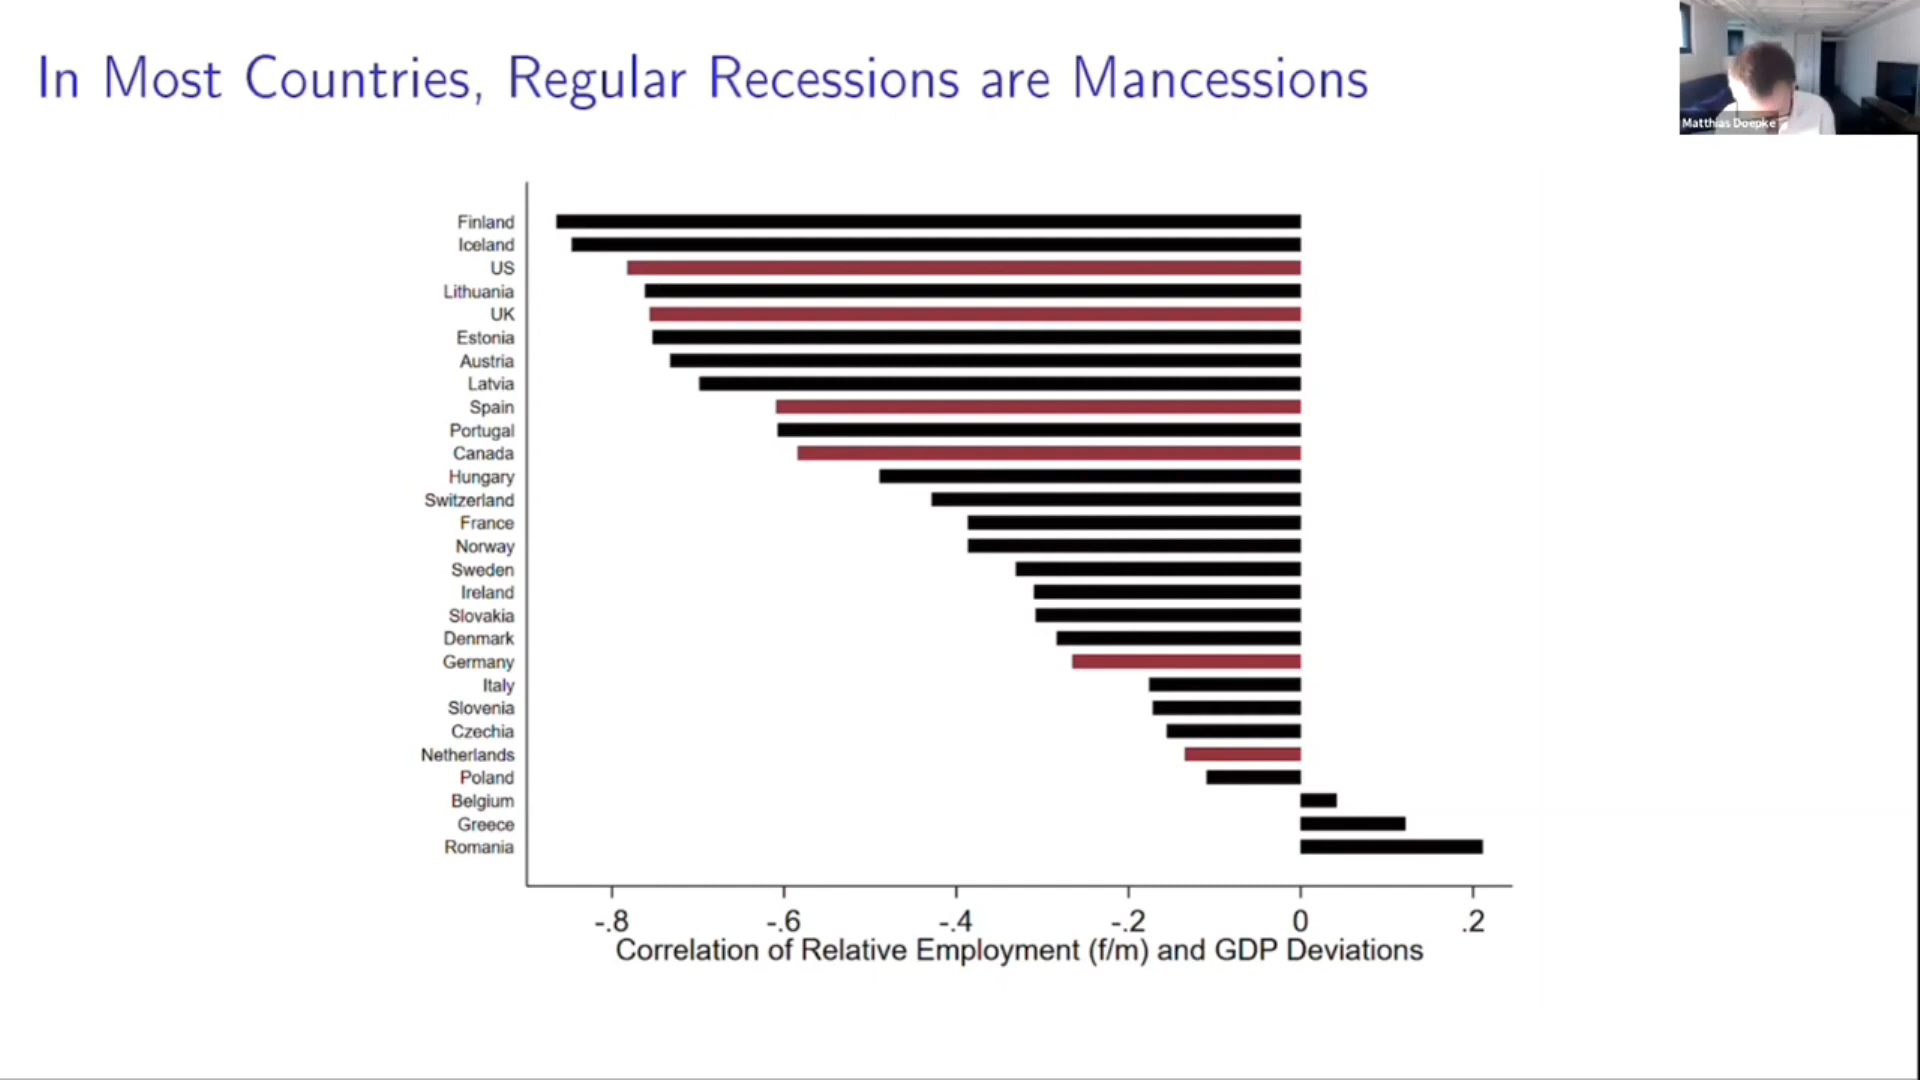 In Most Countries, Regular Recessions are Mancessions
Matthias Doepke
Finland
Iceland
US
Lithuania
UK
Estonia
Austria
Latvia
Spain
Portugal
Canada
Hungary
Switzerland
France
Norway
Sweden
Ireland
Slovakia
Denmark
Germany
Italy
Slovenia
Czechia
Netherlands
Poland
Belgium
Greece
Romania
-.8 -.6 -.4 -.2 0 .2
Correlation of Relative Employment (f/m) and GDP Deviations